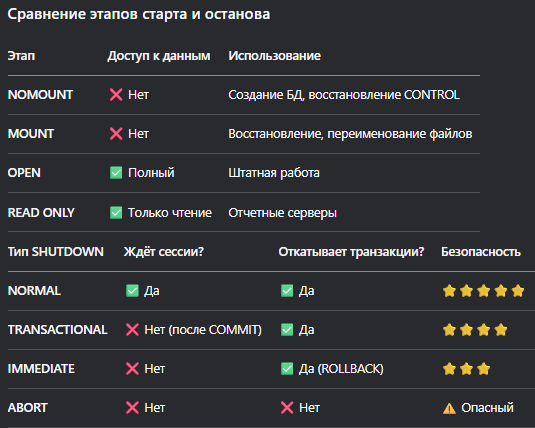 Сравнение этапов старта и останова
Этап Доступ к данным Использование
NOMOUNT ❌ Нет Создание БД, восстановление CONTROL
MOUNT ❌ Нет Восстановление, переименование файлов
OPEN ✅ Полный Штатная работа
READ ONLY ✅ Только чтение Отчетные серверы
Тип SHUTDOWN Ждёт сессии? Откатывает транзакции? Безопасность
NORMAL ✅ Да ✅ Да ⭐⭐⭐⭐⭐
TRANSACTIONAL ❌ Нет (после COMMIT) ✅ Да ⭐⭐⭐⭐
IMMEDIATE ❌ Нет ✅ Да (ROLLBACK) ⭐⭐⭐
ABORT ❌ Нет ❌ Нет ⚠️ Опасный